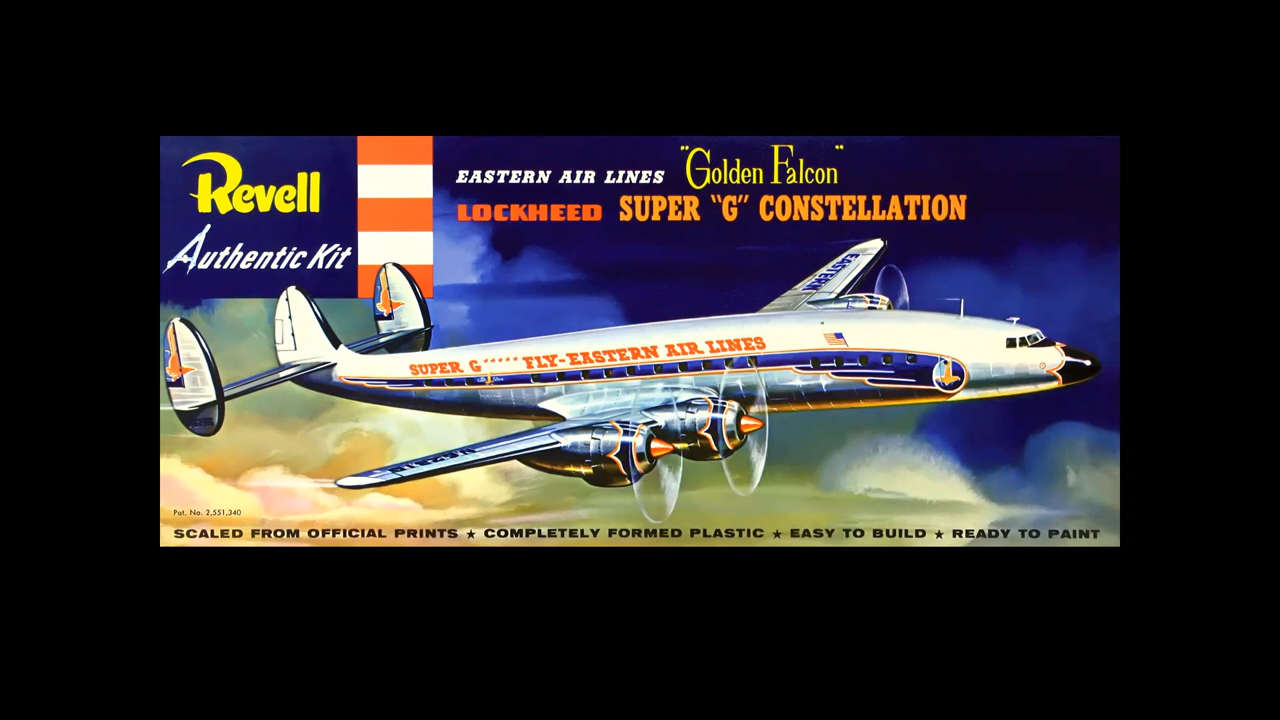 Revell
Authentic Kit
EASTERN AIR LINES "Golden Falcon"
LOCKHEED SUPER "G" CONSTELLATION
EASTERN
SUPER G ***** FLY-EASTERN AIR LINES
EASTERN
Pat. No. 2,551,340
SCALED FROM OFFICIAL PRINTS ★ COMPLETELY FORMED PLASTIC ★ EASY TO BUILD ★ READY TO PAINT